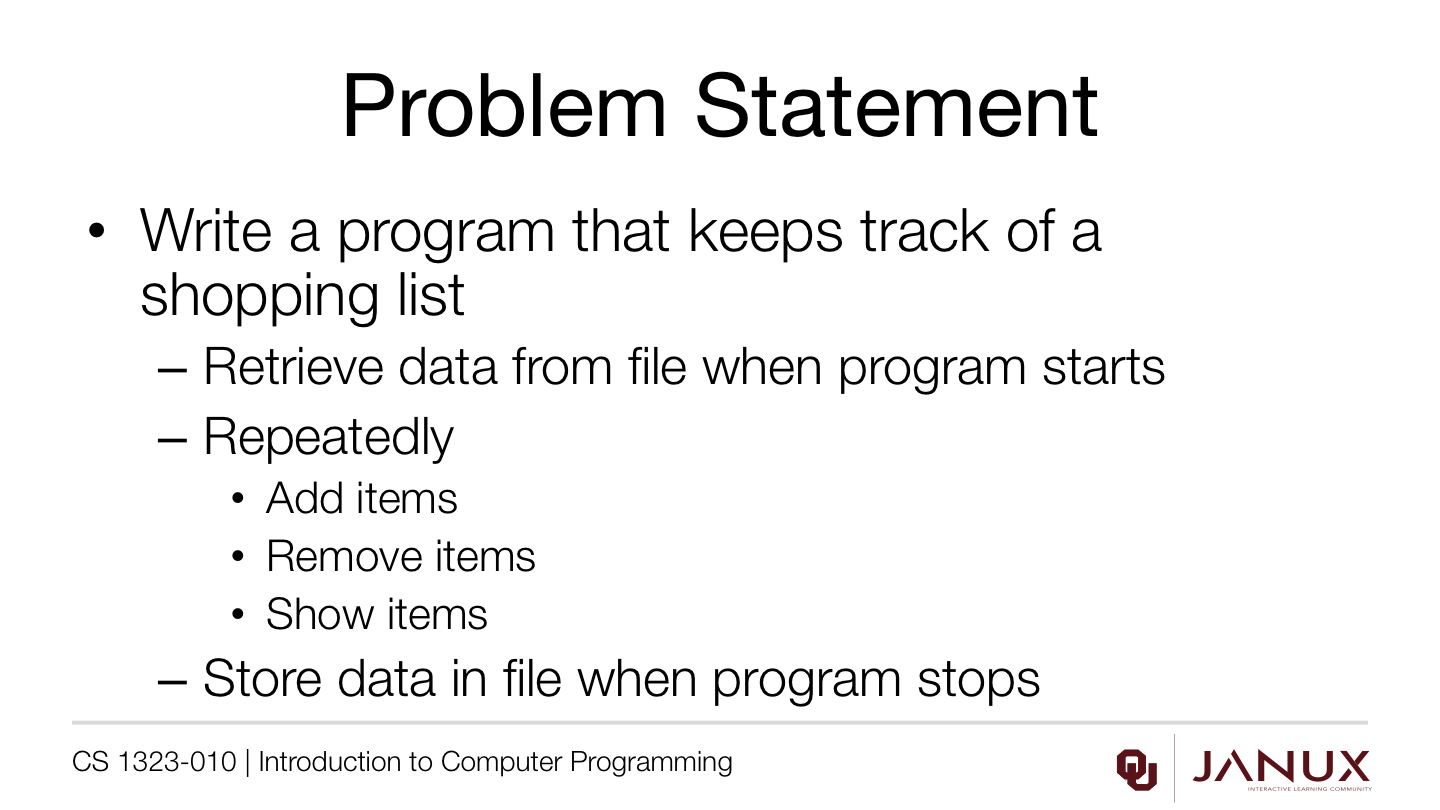 Problem Statement
• Write a program that keeps track of a
shopping list
– Retrieve data from file when program starts
– Repeatedly
• Add items
• Remove items
• Show items
– Store data in file when program stops
CS 1323-010 | Introduction to Computer Programming
OU
JANUX
INTERACTIVE LEARNING COMMUNITY